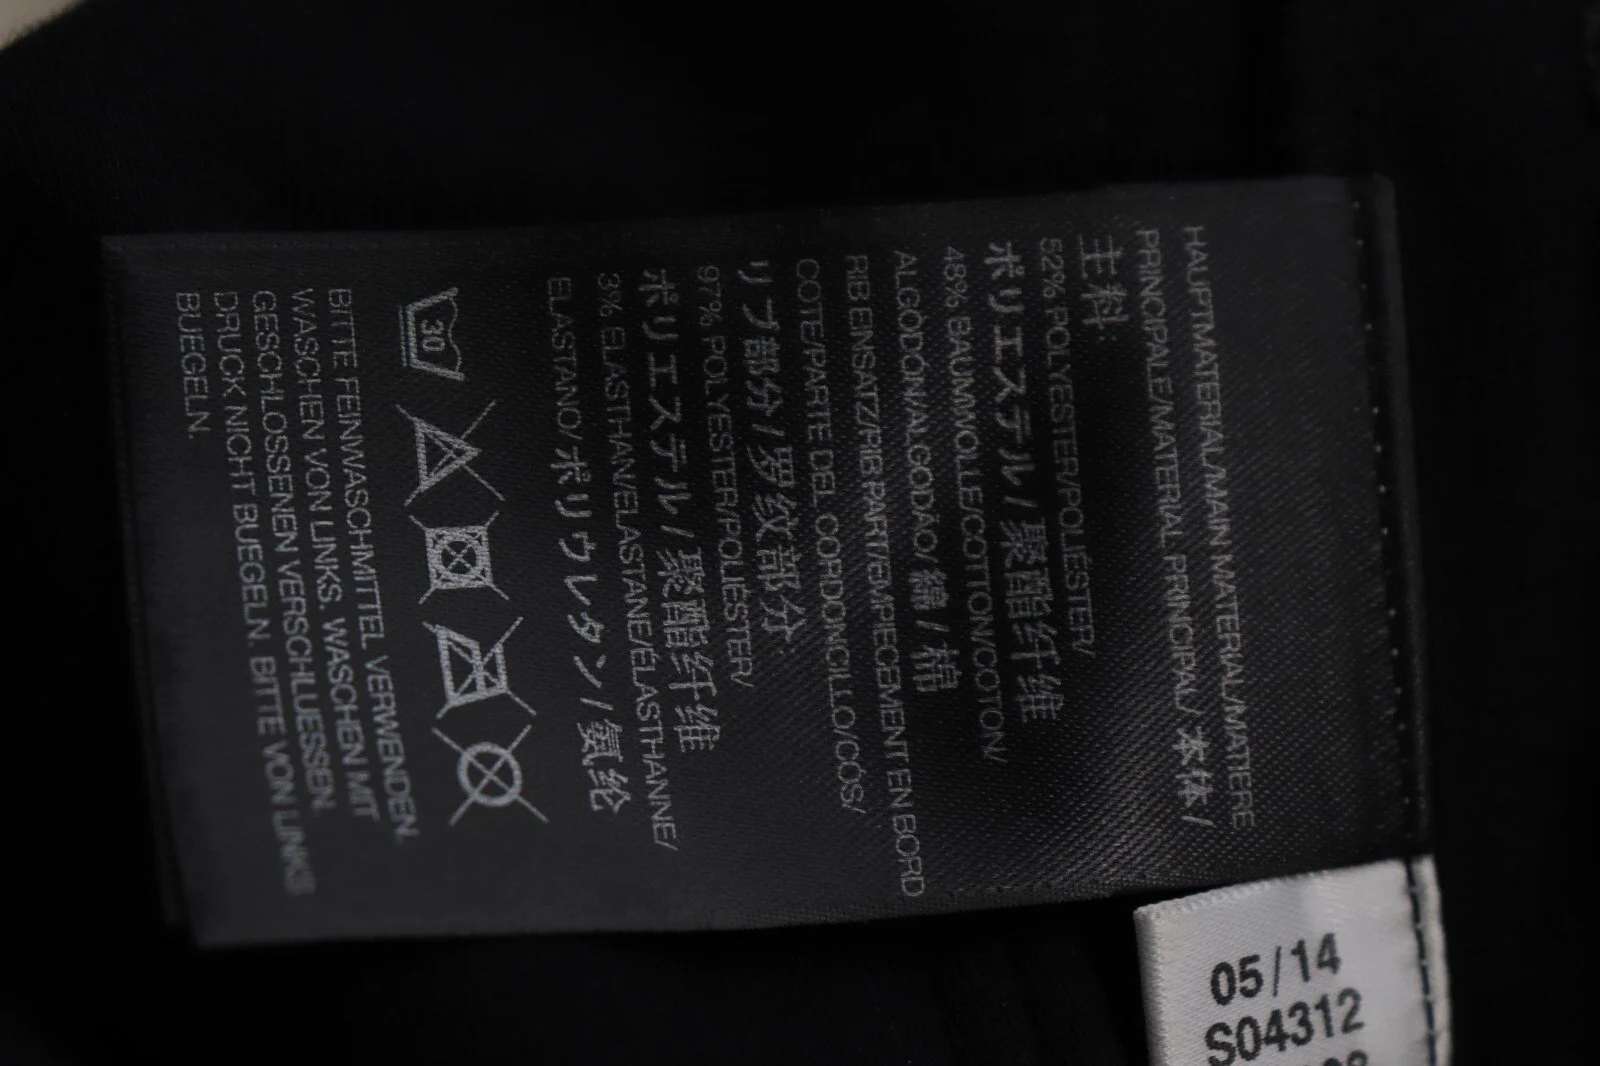 HAUPTMATERIAL/MAIN MATERIAL/MATIERE
PRINCIPALE/MATERIAL PRINCIPAL/ 本体 /
主料:
52% POLYESTER/POLIESTER/
ポリエステル / 聚酯纤维
48% BAUMWOLLE/COTTON/COTON/
ALGODON/ALGODÃO/ 綿 / 棉
RIB EINSATZ/RIB PART/EMPIECEMENT EN BORD
COTE/PARTE DEL CORDONCILLO/CÓS/
リブ部分 / 罗纹部分
97% POLYESTER/POLIESTER/
ポリエステル / 聚酯纤维
3% ELASTHAN/ELASTANE/ÉLASTHANNE/
ELASTANO/ ポリウレタン / 氨纶
30
BITTE FEINWASCHMITTEL VERWENDEN.
WASCHEN VON LINKS. WASCHEN MIT
GESCHLOSSENEN VERSCHLUESSEN.
DRUCK NICHT BUEGELN. BITTE VON LINKS
BUEGELN.
05/14
S04312